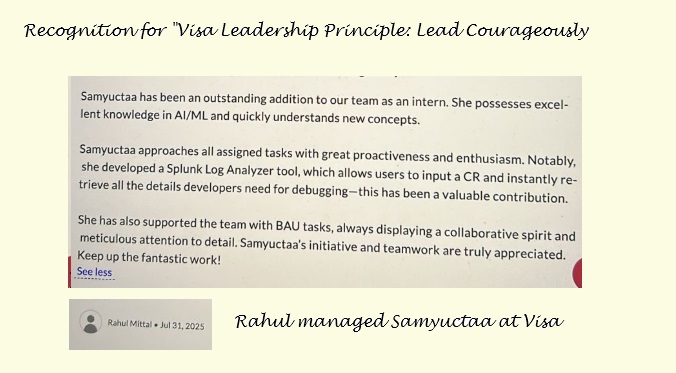 Recognition for "Visa Leadership Principle: Lead Courageously
Samyuctaa has been an outstanding addition to our team as an intern. She possesses excel-
lent knowledge in AI/ML and quickly understands new concepts.
Samyuctaa approaches all assigned tasks with great proactiveness and enthusiasm. Notably,
she developed a Splunk Log Analyzer tool, which allows users to input a CR and instantly re-
trieve all the details developers need for debugging—this has been a valuable contribution.
She has also supported the team with BAU tasks, always displaying a collaborative spirit and
meticulous attention to detail. Samyuctaa's initiative and teamwork are truly appreciated.
Keep up the fantastic work!
See less
Rahul Mittal • Jul 31, 2025
Rahul managed Samyuctaa at Visa